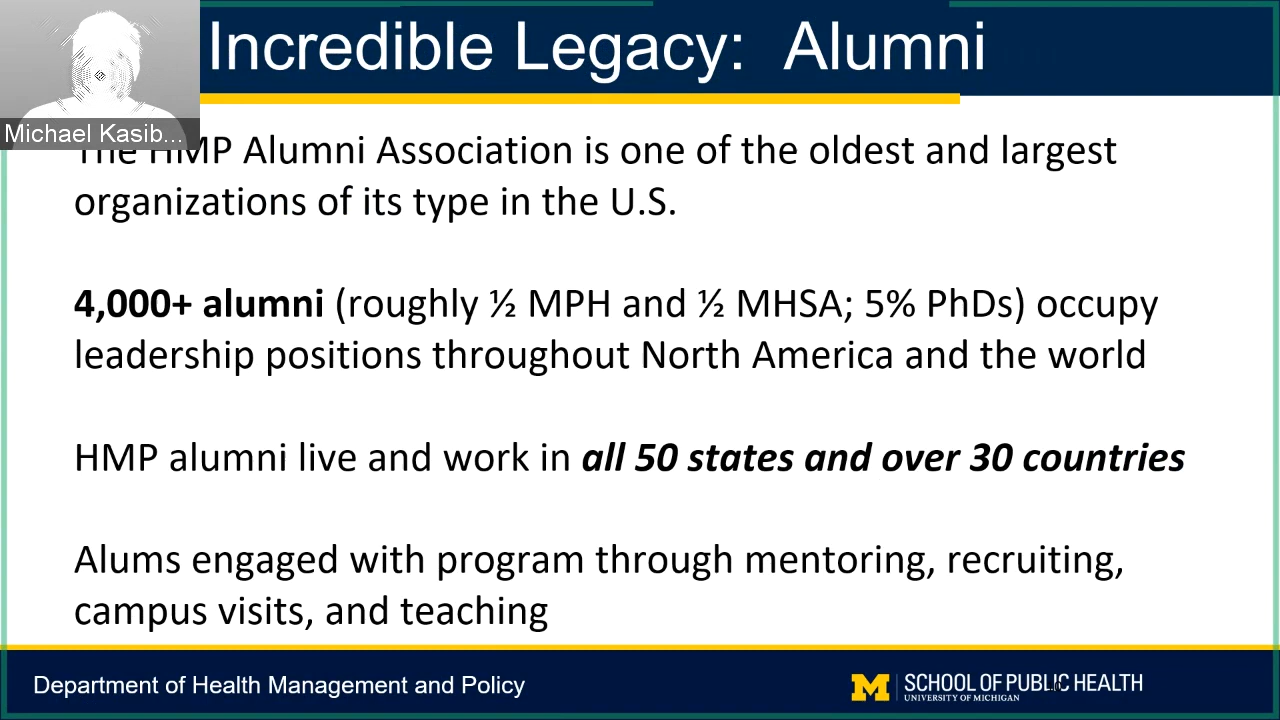 Incredible Legacy: Alumni
Michael Kasib...
The HMP Alumni Association is one of the oldest and largest
organizations of its type in the U.S.
4,000+ alumni (roughly ½ MPH and ½ MHSA; 5% PhDs) occupy
leadership positions throughout North America and the world
HMP alumni live and work in all 50 states and over 30 countries
Alums engaged with program through mentoring, recruiting,
campus visits, and teaching
Department of Health Management and Policy
M SCHOOL OF PUBLIC HEALTH
UNIVERSITY OF MICHIGAN